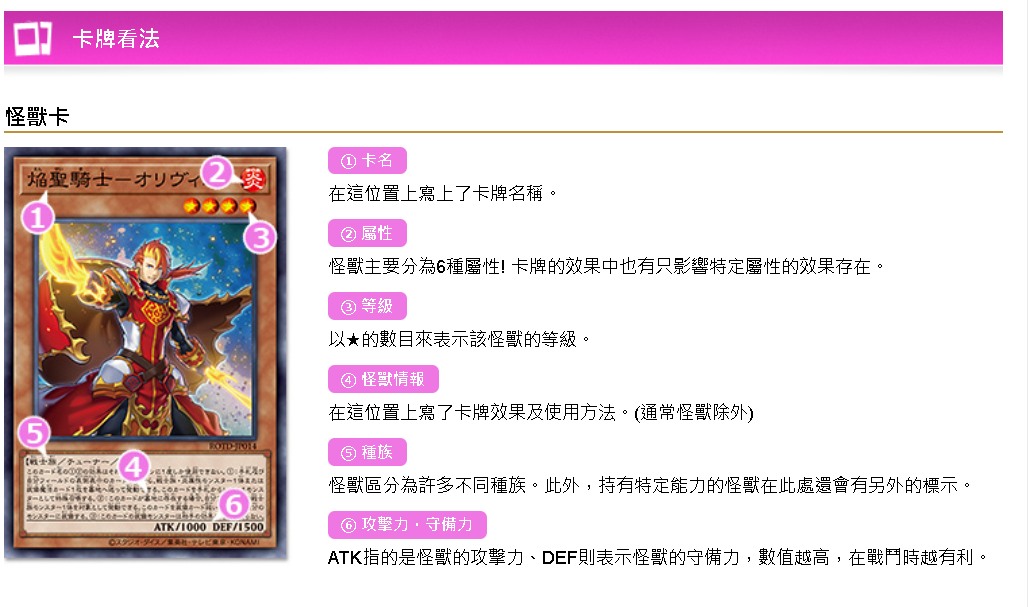 卡牌看法
怪獸卡
焔聖騎士－オリヴィ
炎
① 卡名
在這位置上寫上了卡牌名稱。
② 屬性
怪獸主要分為6種屬性! 卡牌的效果中也有只影響特定屬性的效果存在。
③ 等級
以★的數目來表示該怪獸的等級。
④ 怪獸情報
在這位置上寫了卡牌效果及使用方法。(通常怪獸除外)
⑤ 種族
怪獸區分為許多不同種族。此外，持有特定能力的怪獸在此處還會有另外的標示。
⑥ 攻擊力・守備力
ATK指的是怪獸的攻擊力、DEF則表示怪獸的守備力，數值越高，在戰鬥時越有利。
1
2
3
4
5
6
ROTD-JP014
【戦士族／チューナー／
ATK/1000 DEF/1500
©スタジオ・ダイス／集英社・テレビ東京・KONAMI